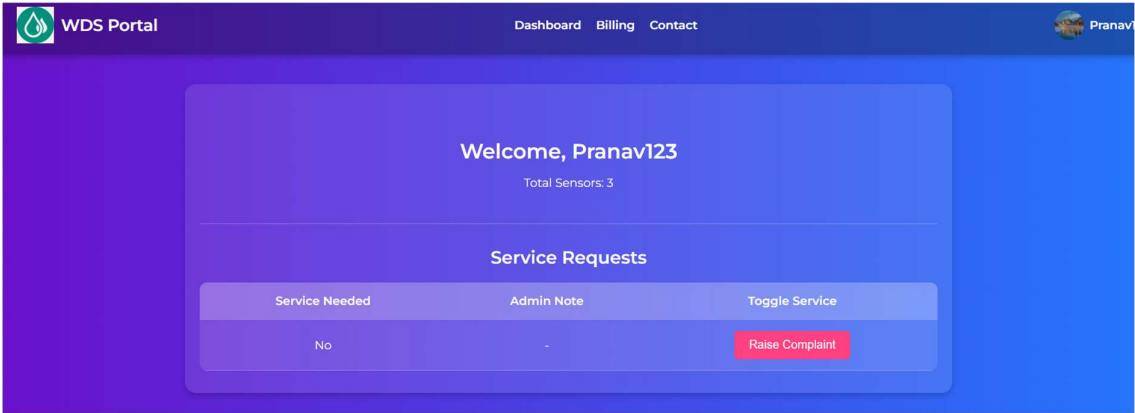 WDS Portal
Dashboard Billing Contact
Pranav1
Welcome, Pranav123
Total Sensors: 3
Service Requests
Service Needed Admin Note Toggle Service
No - Raise Complaint